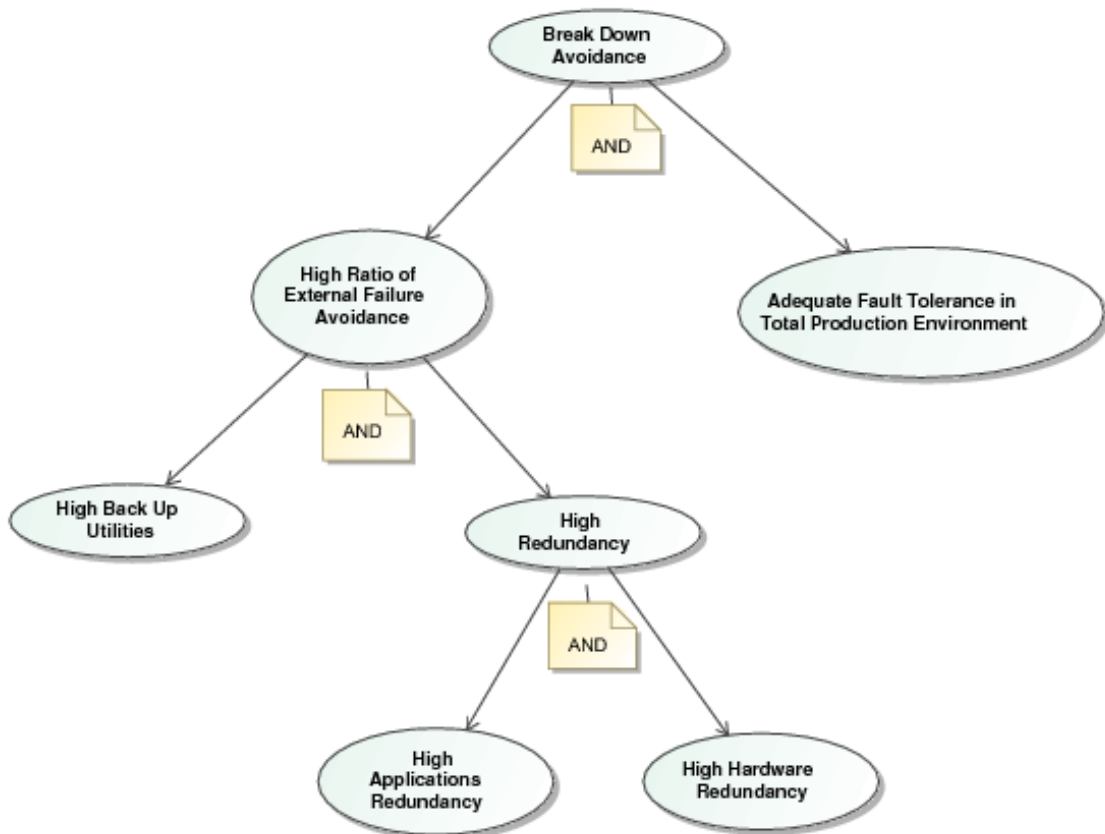 Break Down
Avoidance
AND
High Ratio of
External Failure
Avoidance
Adequate Fault Tolerance in
Total Production Environment
AND
High Back Up
Utilities
High
Redundancy
AND
High
Applications
Redundancy
High Hardware
Redundancy